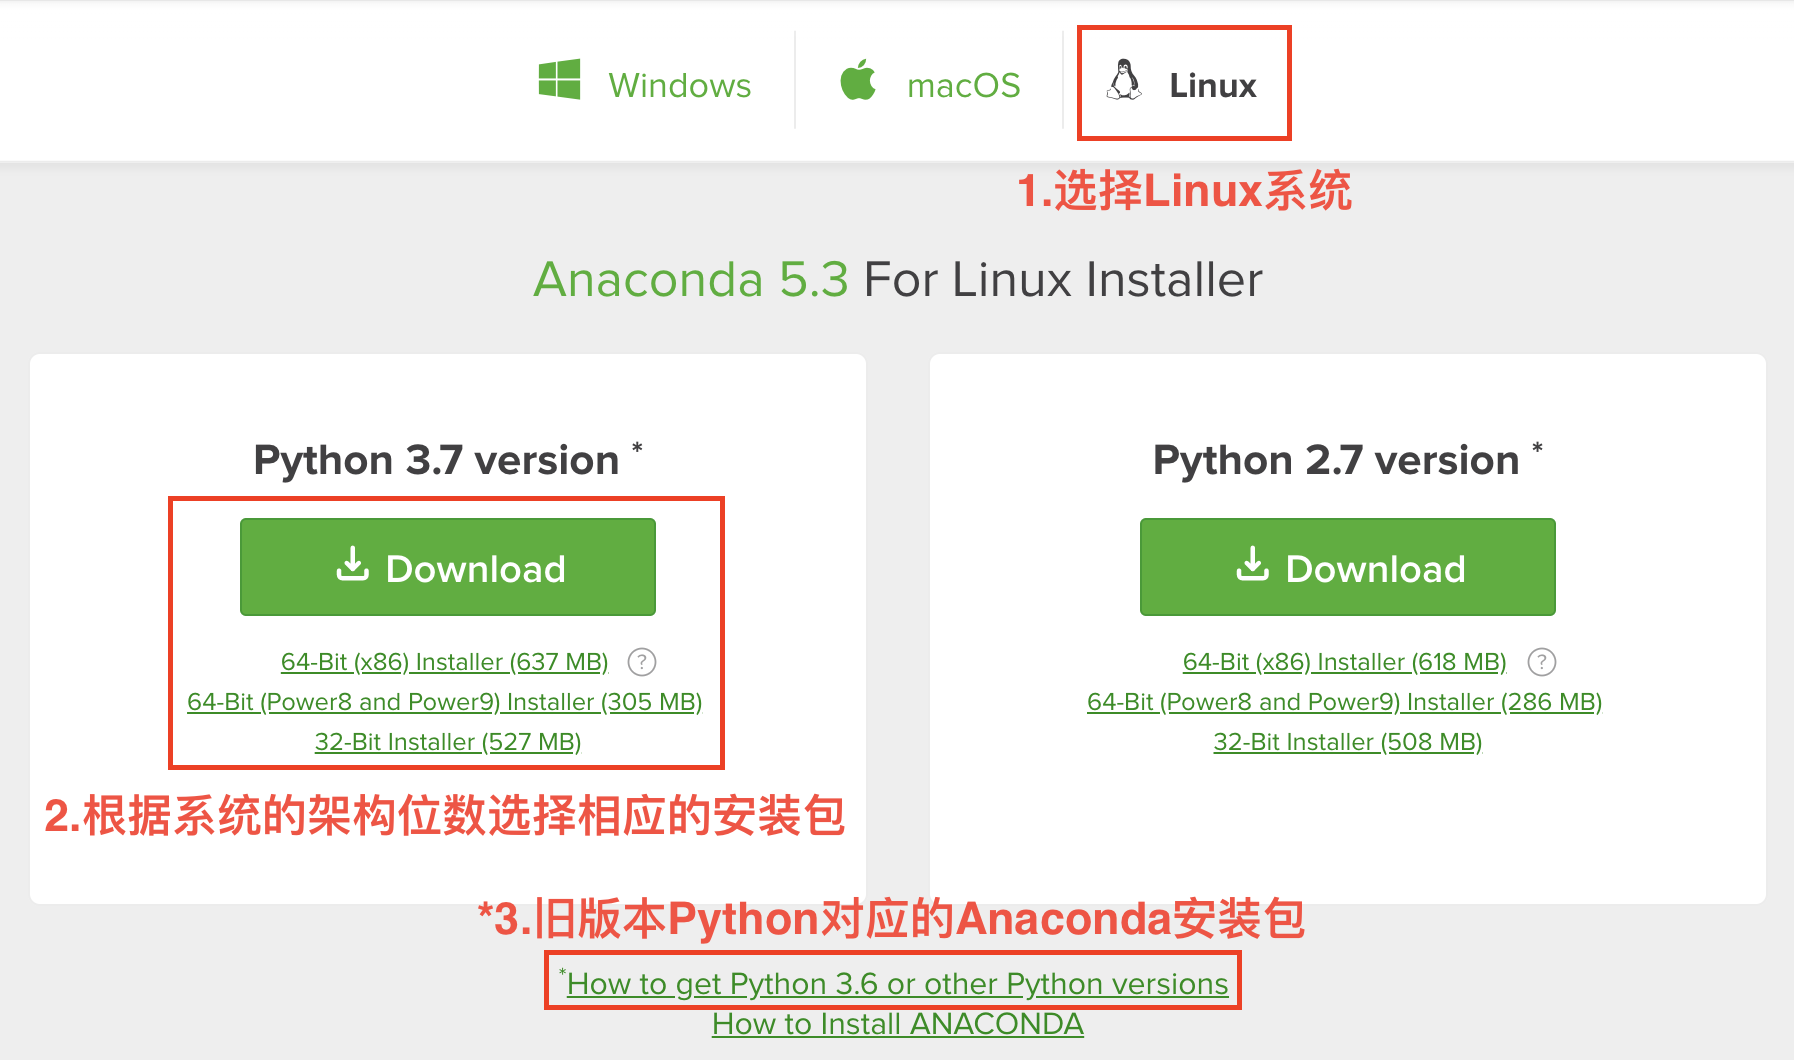 Windows
macOS
Linux
1.选择Linux系统
Anaconda 5.3 For Linux Installer
Python 3.7 version *
Download
64-Bit (x86) Installer (637 MB) ?
64-Bit (Power8 and Power9) Installer (305 MB)
32-Bit Installer (527 MB)
2.根据系统的架构位数选择相应的安装包
Python 2.7 version *
Download
64-Bit (x86) Installer (618 MB) ?
64-Bit (Power8 and Power9) Installer (286 MB)
32-Bit Installer (508 MB)
*3.旧版本Python对应的Anaconda安装包
*How to get Python 3.6 or other Python versions
How to Install ANACONDA